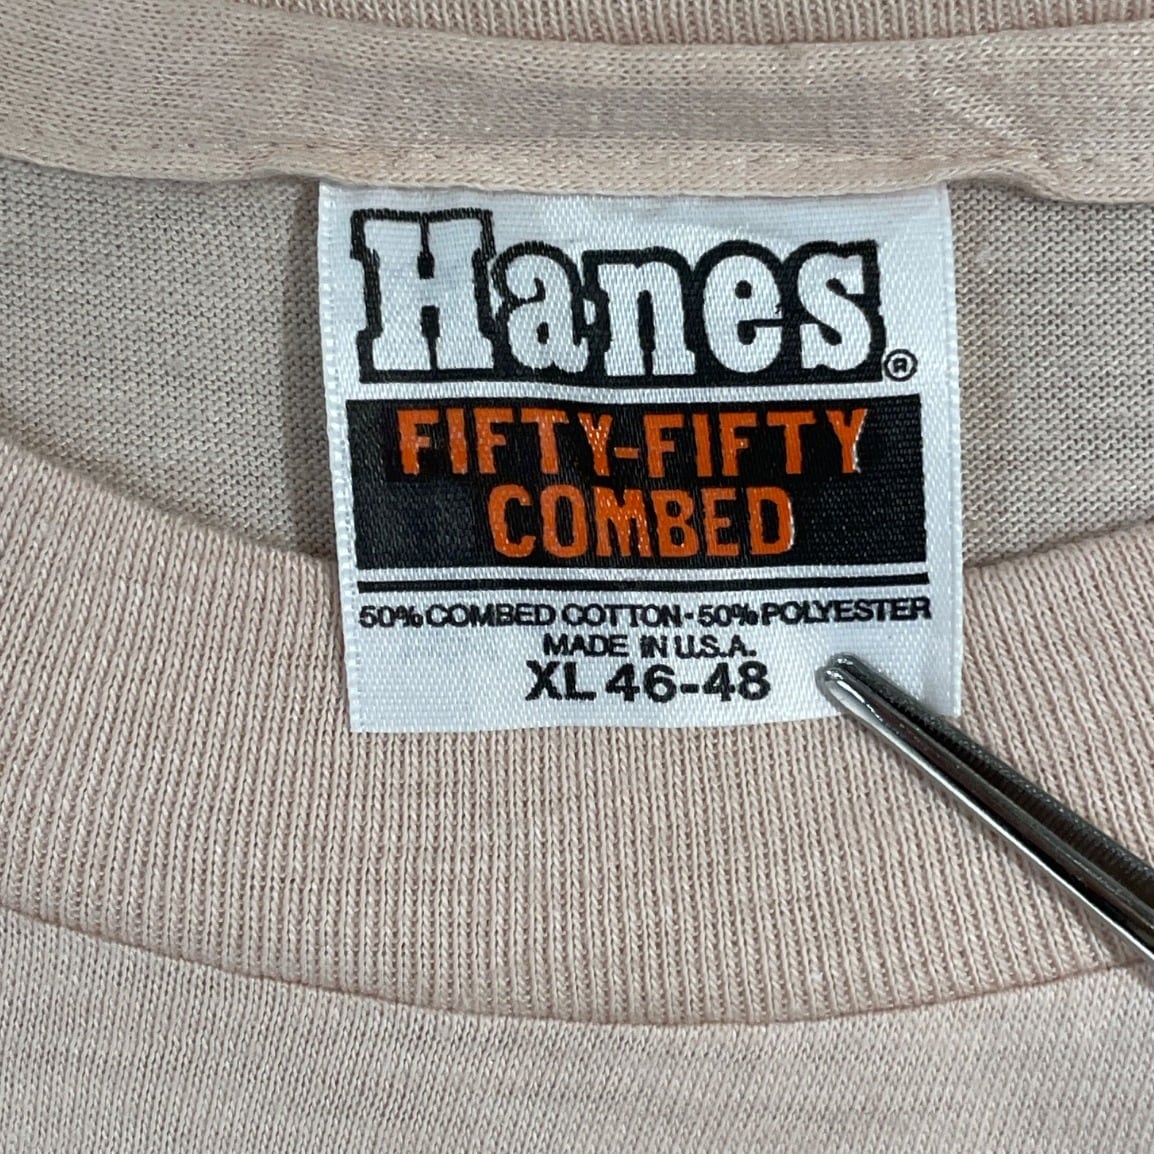 Hanes®
FIFTY-FIFTY
COMBED
50% COMBED COTTON-50% POLYESTER
MADE IN U.S.A.
XL 46-48